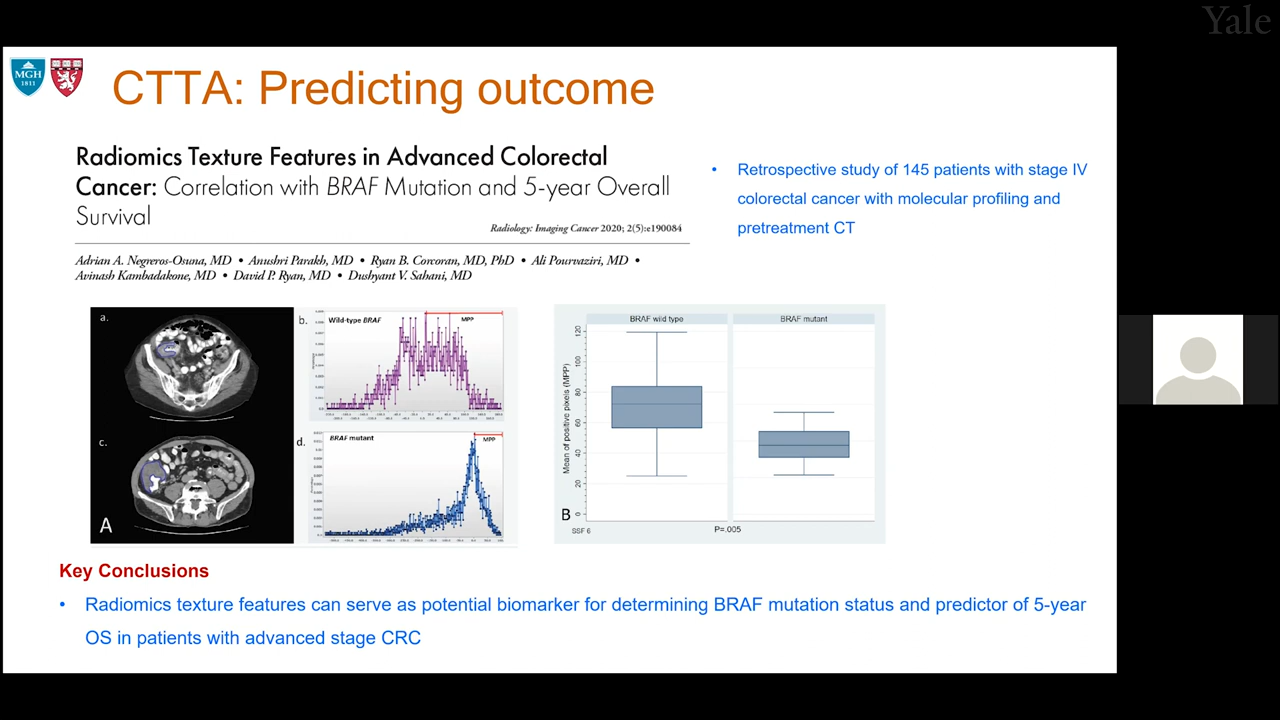 Yale
MGH
1811
CTTA: Predicting outcome
Radiomics Texture Features in Advanced Colorectal
Cancer: Correlation with BRAF Mutation and 5-year Overall
Survival
Radiology: Imaging Cancer 2020; 2(5):e190084
Adrian A. Negreros-Osuna, MD • Anushri Parakh, MD • Ryan B. Corcoran, MD, PhD • Ali Pourvaziri, MD •
Avinash Kambadakone, MD • David P. Ryan, MD • Dushyant V. Sahani, MD
• Retrospective study of 145 patients with stage IV
colorectal cancer with molecular profiling and
pretreatment CT
a.
b.
Wild-type BRAF
MPP
c.
d.
BRAF mutant
MPP
A
BRAF wild type
BRAF mutant
Mean of positive pixels (MPP)
120
100
80
60
40
20
0
B
SSF 6
P=.005
Key Conclusions
• Radiomics texture features can serve as potential biomarker for determining BRAF mutation status and predictor of 5-year
OS in patients with advanced stage CRC